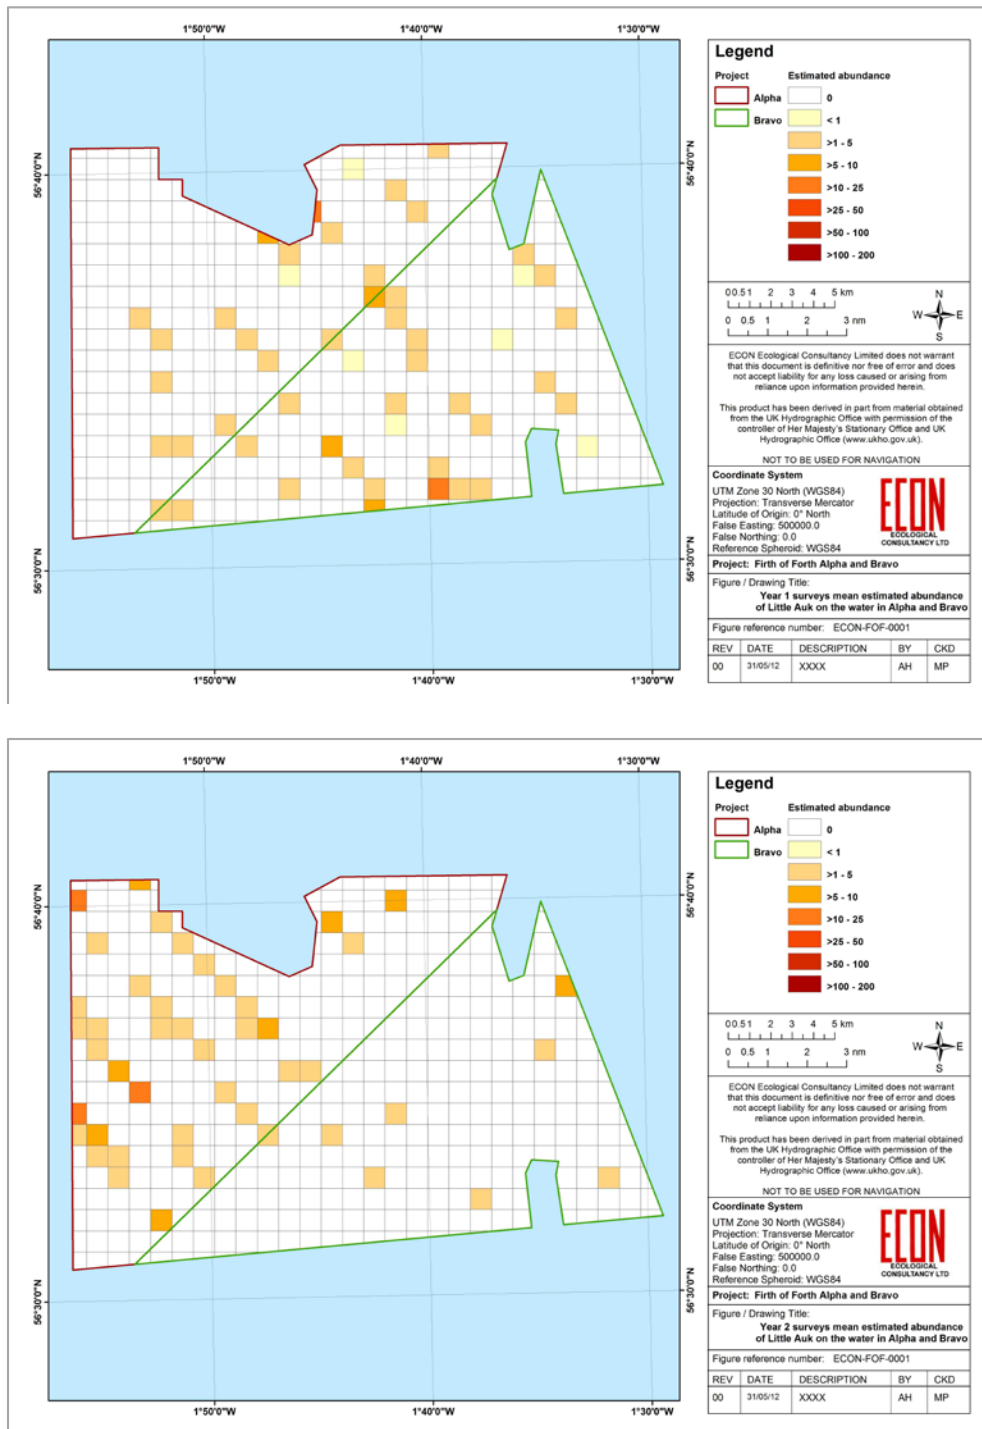 1°50'0"W 1°40'0"W 1°30'0"W
56°40'0"N 56°40'0"N
56°30'0"N 56°30'0"N
1°50'0"W 1°40'0"W 1°30'0"W
Legend
Project Estimated abundance
Alpha 0
Bravo < 1
>1 - 5
>5 - 10
>10 - 25
>25 - 50
>50 - 100
>100 - 200
0 0.5 1 2 3 4 5 km
0 0.5 1 2 3 nm
N
W E
S
ECON Ecological Consultancy Limited does not warrant
that this document is definitive nor free of error and does
not accept liability for any loss caused or arising from
reliance upon information provided herein.
This product has been derived in part from material obtained
from the UK Hydrographic Office with permission of the
controller of Her Majesty's Stationary Office and UK
Hydrographic Office (www.ukho.gov.uk).
NOT TO BE USED FOR NAVIGATION
Coordinate System
UTM Zone 30 North (WGS84)
Projection: Transverse Mercator
Latitude of Origin: 0° North
False Easting: 500000.0
False Northing: 0.0
Reference Spheroid: WGS84
ECON
ECOLOGICAL
CONSULTANCY LTD
Project: Firth of Forth Alpha and Bravo
Figure / Drawing Title:
Year 1 surveys mean estimated abundance
of Little Auk on the water in Alpha and Bravo
Figure reference number: ECON-FOF-0001
REV DATE DESCRIPTION BY CKD
00 31/05/12 XXXX AH MP
1°50'0"W 1°40'0"W 1°30'0"W
56°40'0"N 56°40'0"N
56°30'0"N 56°30'0"N
1°50'0"W 1°40'0"W 1°30'0"W
Legend
Project Estimated abundance
Alpha 0
Bravo < 1
>1 - 5
>5 - 10
>10 - 25
>25 - 50
>50 - 100
>100 - 200
0 0.5 1 2 3 4 5 km
0 0.5 1 2 3 nm
N
W E
S
ECON Ecological Consultancy Limited does not warrant
that this document is definitive nor free of error and does
not accept liability for any loss caused or arising from
reliance upon information provided herein.
This product has been derived in part from material obtained
from the UK Hydrographic Office with permission of the
controller of Her Majesty's Stationary Office and UK
Hydrographic Office (www.ukho.gov.uk).
NOT TO BE USED FOR NAVIGATION
Coordinate System
UTM Zone 30 North (WGS84)
Projection: Transverse Mercator
Latitude of Origin: 0° North
False Easting: 500000.0
False Northing: 0.0
Reference Spheroid: WGS84
ECON
ECOLOGICAL
CONSULTANCY LTD
Project: Firth of Forth Alpha and Bravo
Figure / Drawing Title:
Year 2 surveys mean estimated abundance
of Little Auk on the water in Alpha and Bravo
Figure reference number: ECON-FOF-0001
REV DATE DESCRIPTION BY CKD
00 31/05/12 XXXX AH MP